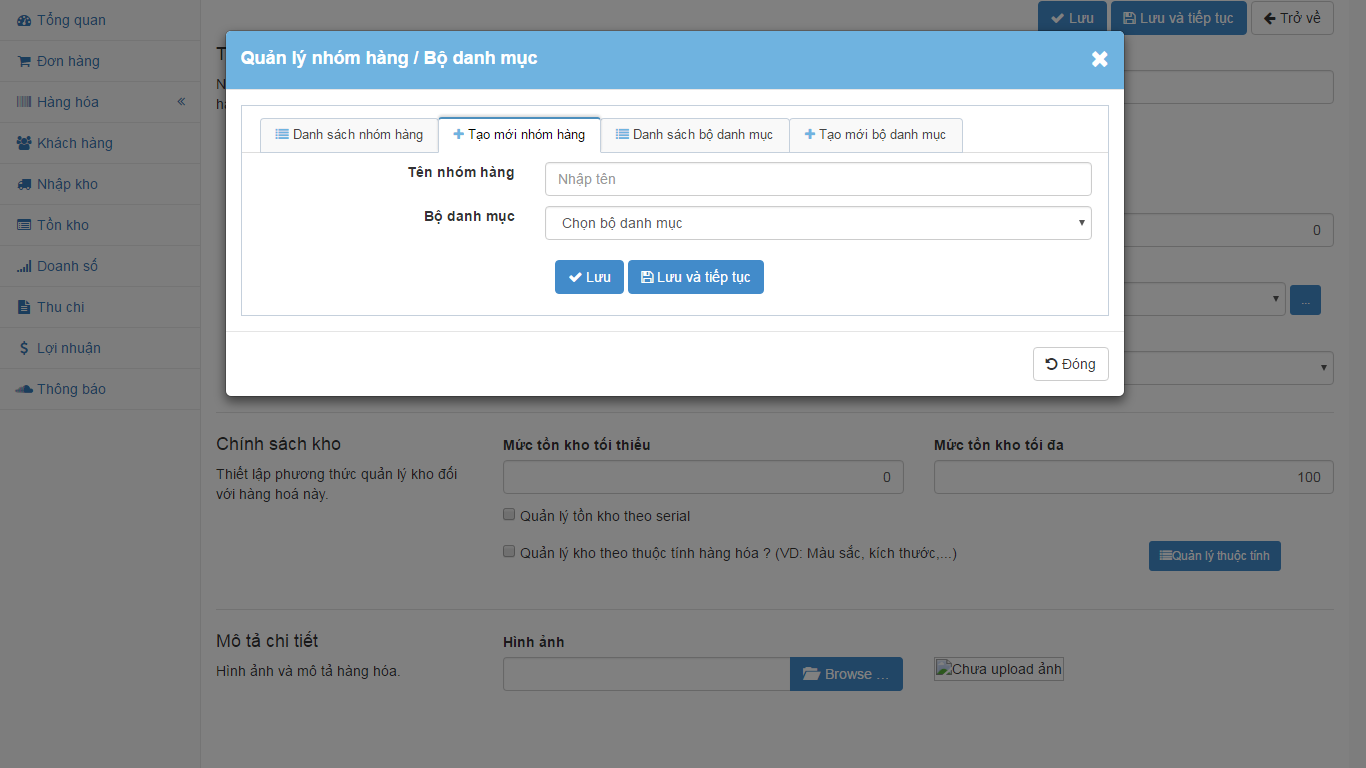 Tổng quan
Đơn hàng
Hàng hóa
Khách hàng
Nhập kho
Tồn kho
Doanh số
Thu chi
Lợi nhuận
Thông báo
Lưu
Lưu và tiếp tục
Trở về
Quản lý nhóm hàng / Bộ danh mục
Danh sách nhóm hàng
Tạo mới nhóm hàng
Danh sách bộ danh mục
Tạo mới bộ danh mục
Tên nhóm hàng
Nhập tên
Bộ danh mục
Chọn bộ danh mục
Lưu
Lưu và tiếp tục
Đóng
0
...
Chính sách kho
Thiết lập phương thức quản lý kho đối
với hàng hoá này.
Mức tồn kho tối thiểu
0
Mức tồn kho tối đa
100
Quản lý tồn kho theo serial
Quản lý kho theo thuộc tính hàng hóa ? (VD: Màu sắc, kích thước,...)
Quản lý thuộc tính
Mô tả chi tiết
Hình ảnh và mô tả hàng hóa.
Hình ảnh
Browse ...
Chưa upload ảnh